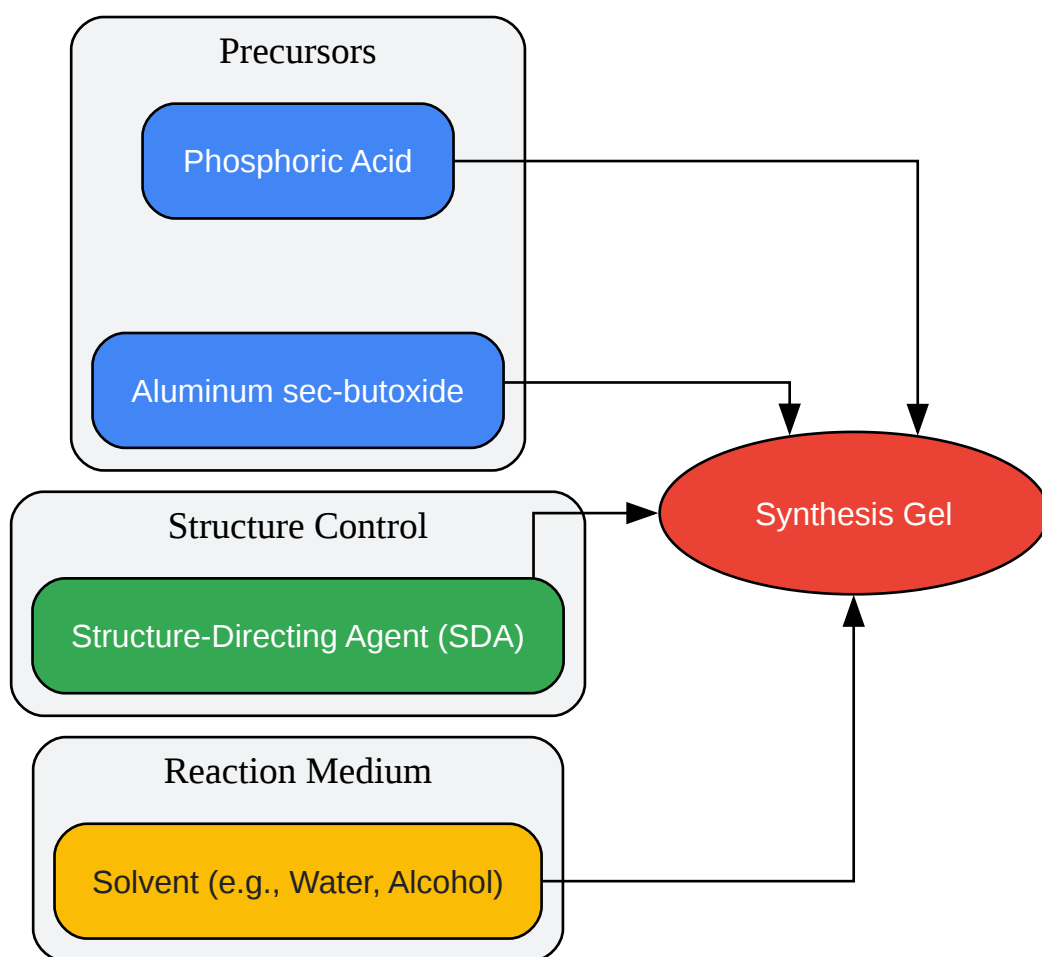 Precursors
Phosphoric Acid
Aluminum sec-butoxide
Synthesis Gel
Structure Control
Structure-Directing Agent (SDA)
Reaction Medium
Solvent (e.g., Water, Alcohol)